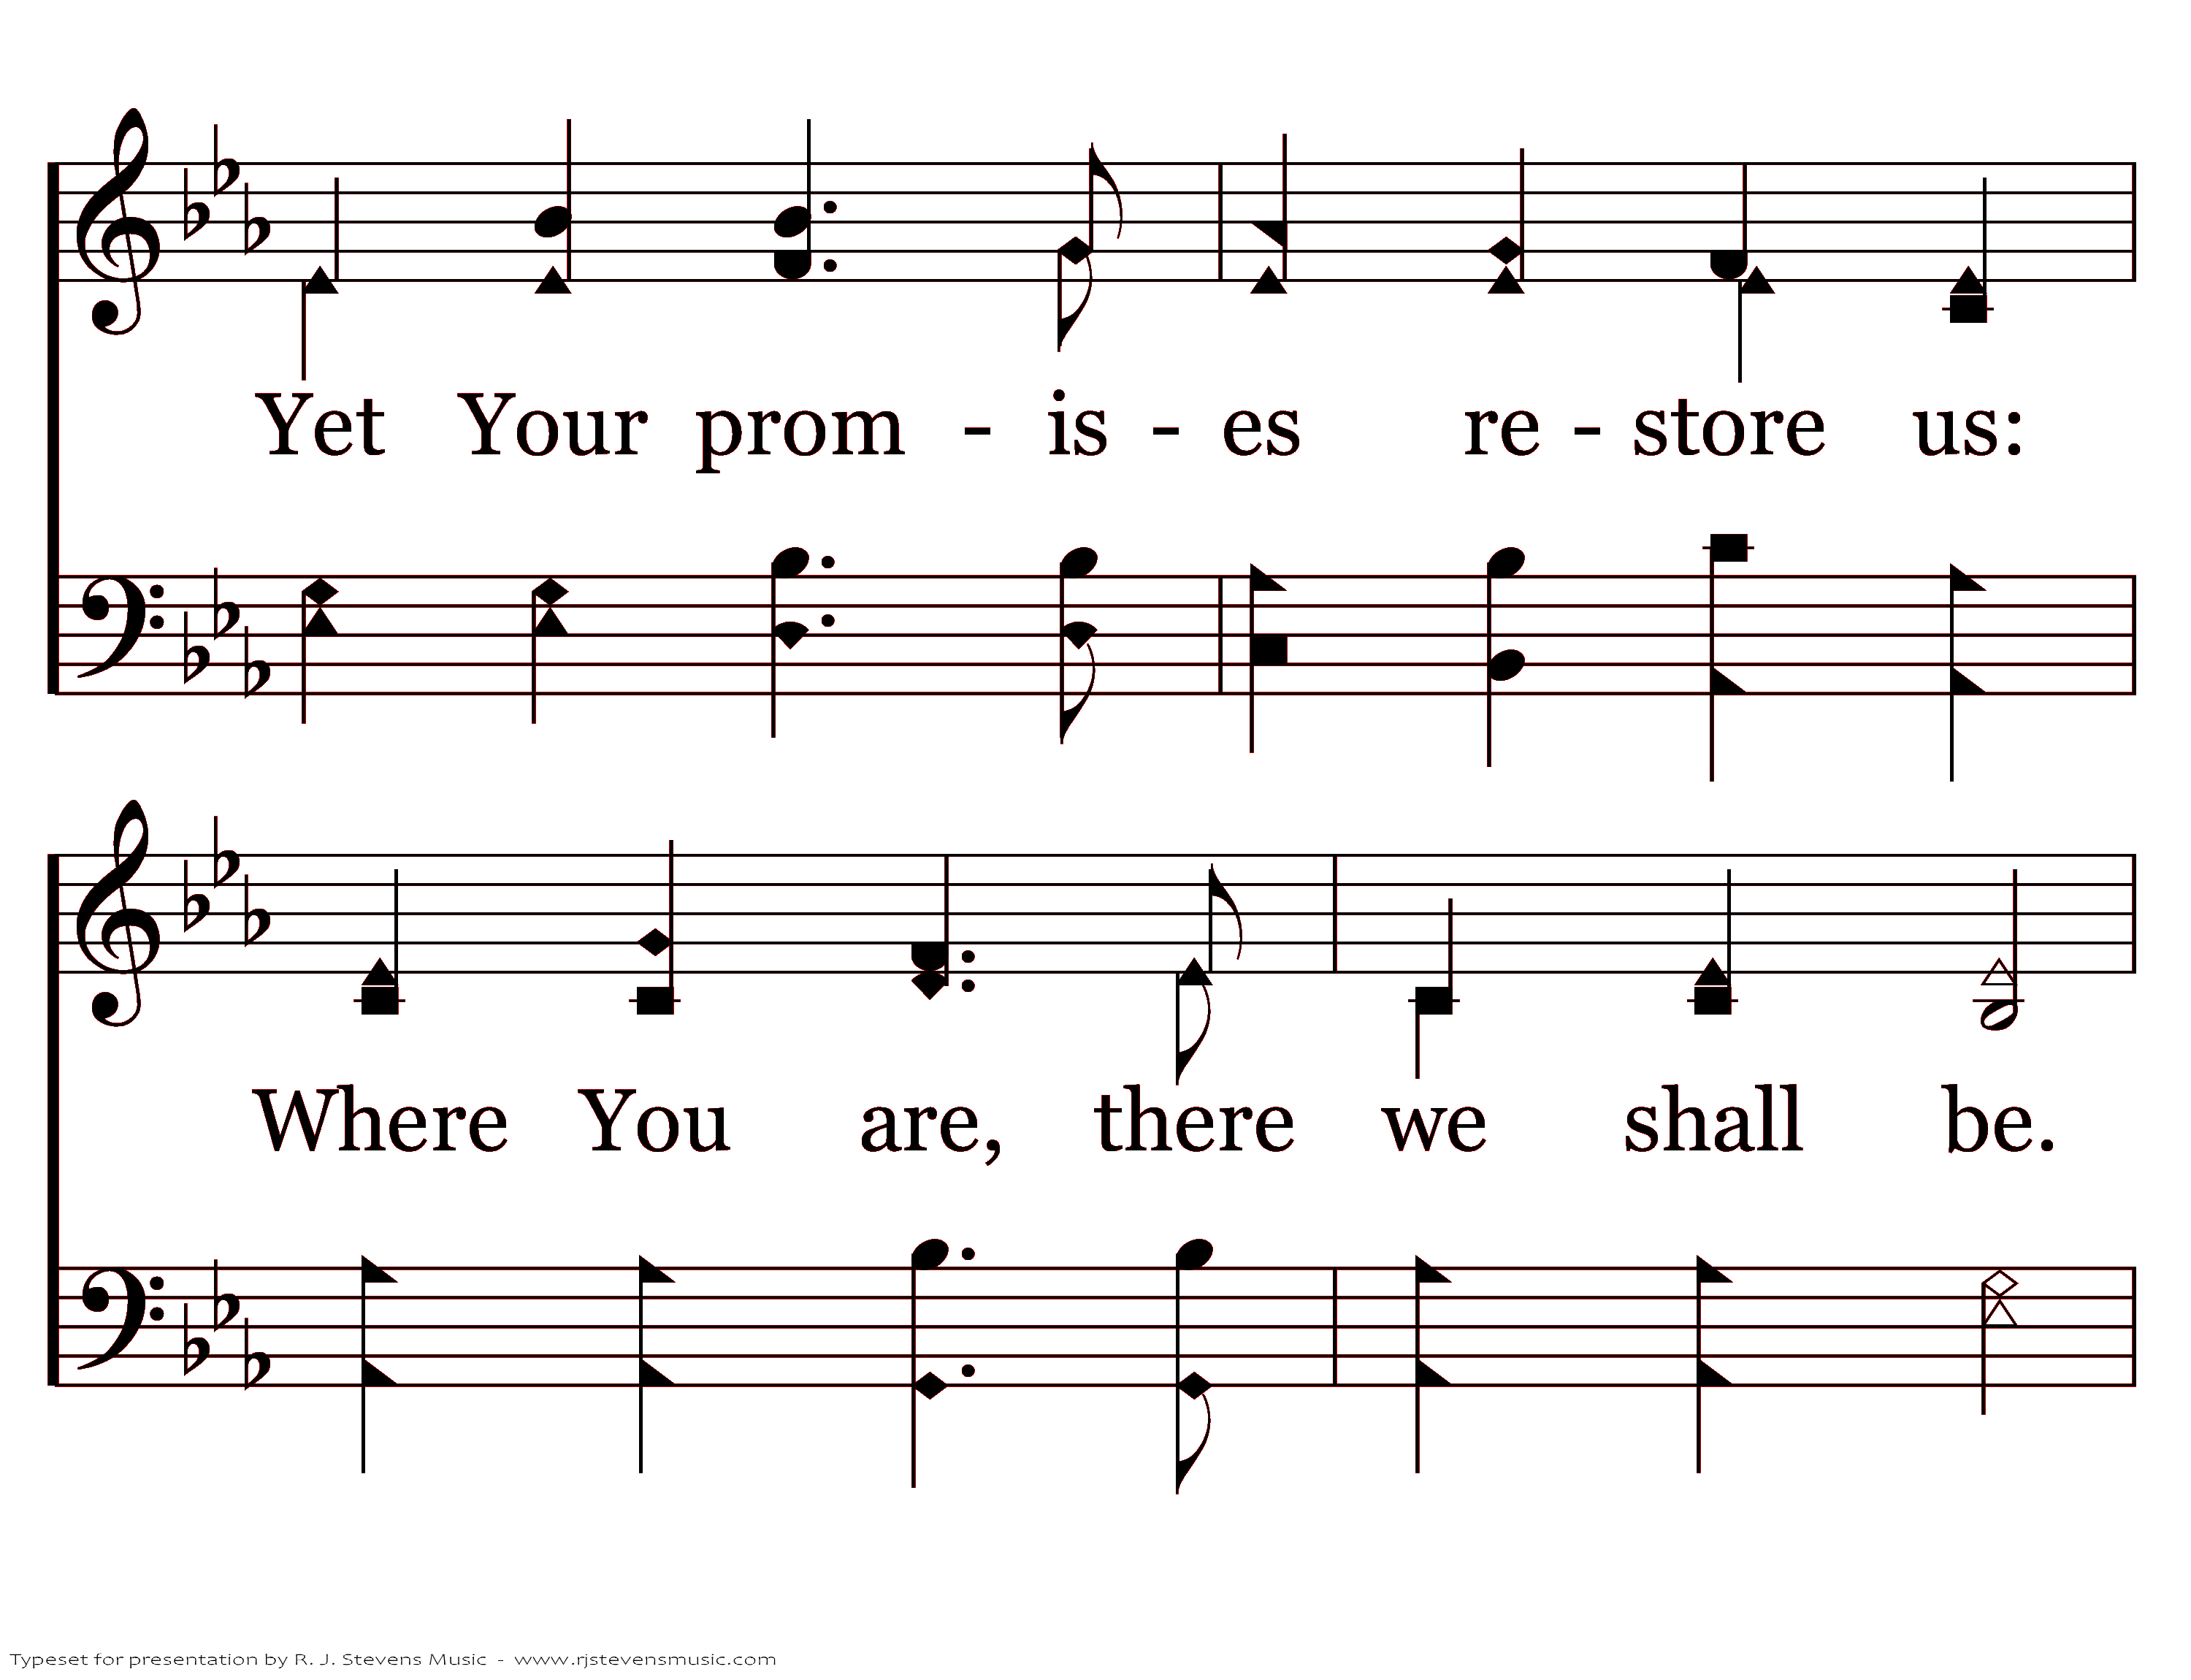 Yet Your prom - is - es re - store us:
Where You are, there we shall be.
Typeset for presentation by R. J. Stevens Music - www.rjstevensmusic.com